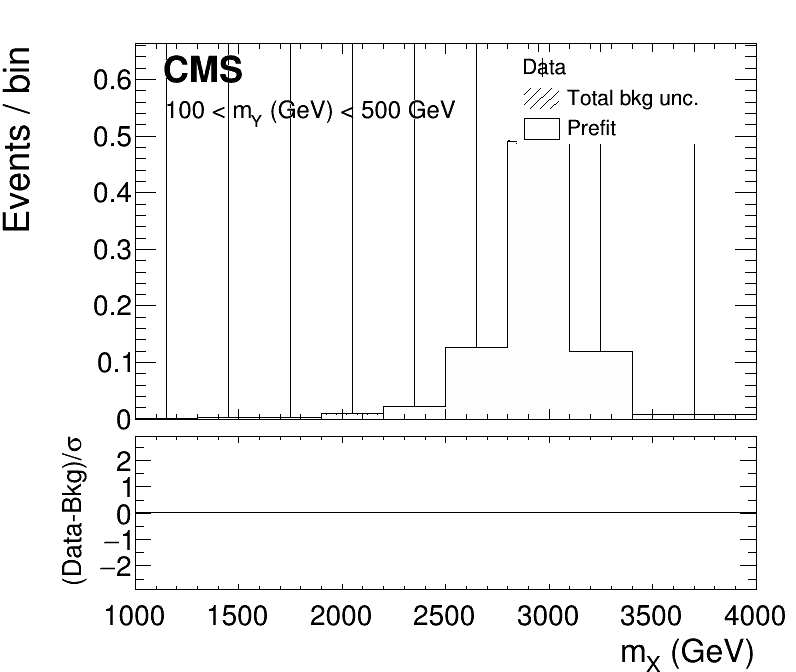 CMS
100 < mY (GeV) < 500 GeV
Data
Total bkg unc.
Prefit
Events / bin
0.6
0.5
0.4
0.3
0.2
0.1
0
(Data-Bkg)/σ
2
1
0
−1
−2
1000 1500 2000 2500 3000 3500 4000
mX (GeV)